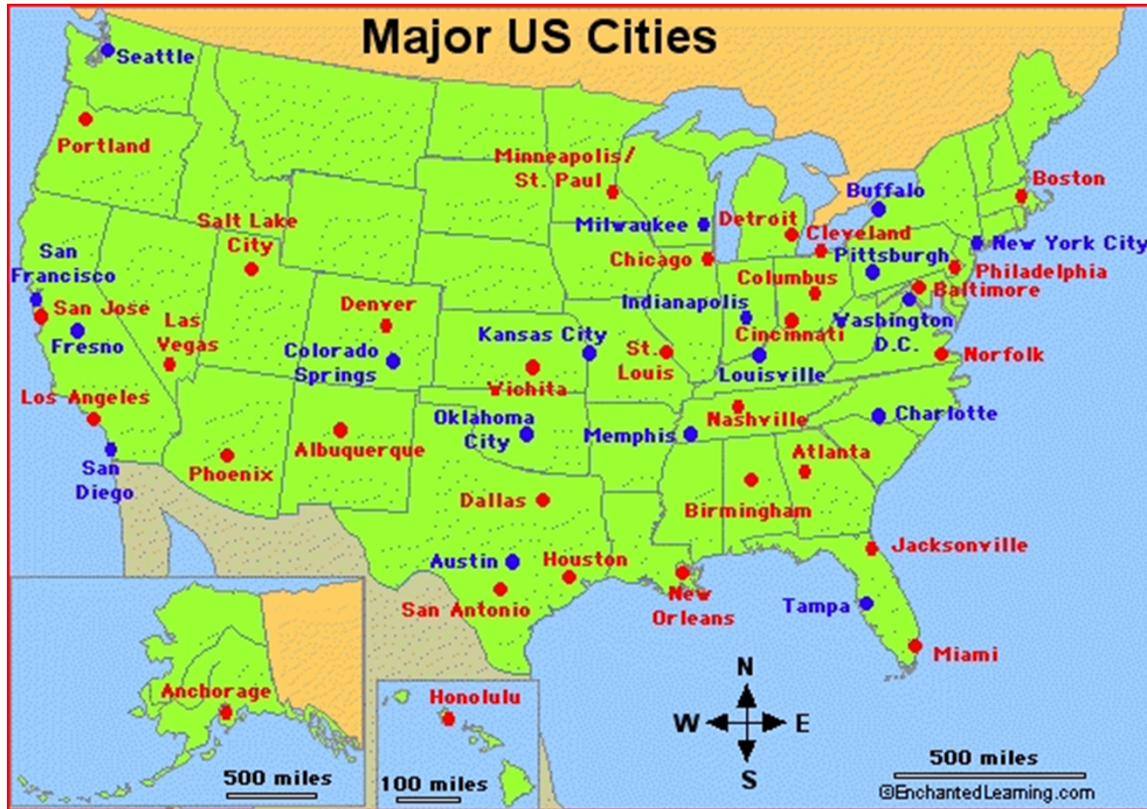 Major US Cities
Seattle
Portland
Minneapolis/
St. Paul
Boston
Buffalo
Salt Lake
City
Milwaukee
Detroit
Cleveland
New York City
San
Francisco
Chicago
Pittsburgh
Philadelphia
Columbus
Baltimore
San Jose
Denver
Indianapolis
Las
Vegas
Fresno
Kansas City
Cincinnati
Washington
D.C.
Colorado
Springs
St.
Louis
Norfolk
Louisville
Wichita
Los Angeles
Oklahoma
City
Nashville
Charlotte
Memphis
Albuquerque
Atlanta
Phoenix
San
Diego
Dallas
Birmingham
Jacksonville
Austin
Houston
San Antonio
New
Orleans
Tampa
Miami
Anchorage
500 miles
Honolulu
100 miles
N
W
E
S
500 miles
©EnchantedLearning.com